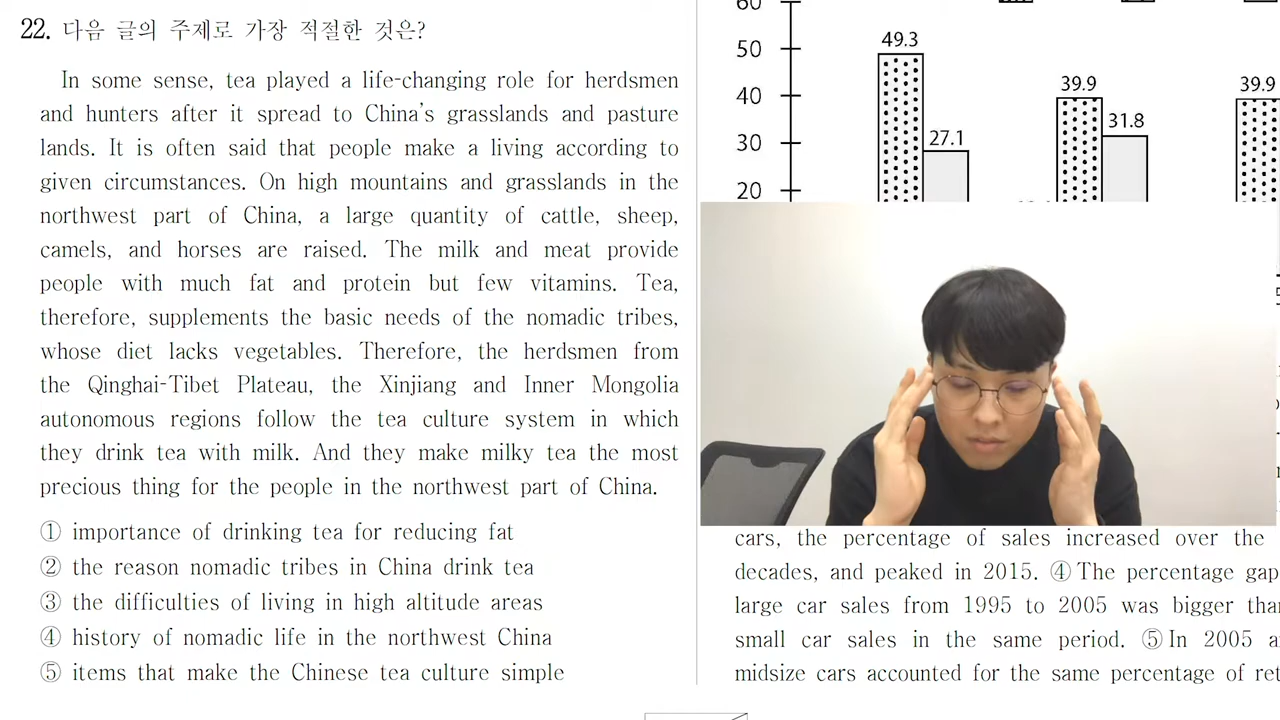 22. 다음 글의 주제로 가장 적절한 것은?
In some sense, tea played a life-changing role for herdsmen
and hunters after it spread to China's grasslands and pasture
lands. It is often said that people make a living according to
given circumstances. On high mountains and grasslands in the
northwest part of China, a large quantity of cattle, sheep,
camels, and horses are raised. The milk and meat provide
people with much fat and protein but few vitamins. Tea,
therefore, supplements the basic needs of the nomadic tribes,
whose diet lacks vegetables. Therefore, the herdsmen from
the Qinghai-Tibet Plateau, the Xinjiang and Inner Mongolia
autonomous regions follow the tea culture system in which
they drink tea with milk. And they make milky tea the most
precious thing for the people in the northwest part of China.
① importance of drinking tea for reducing fat
② the reason nomadic tribes in China drink tea
③ the difficulties of living in high altitude areas
④ history of nomadic life in the northwest China
⑤ items that make the Chinese tea culture simple
60
50
40
30
20
49.3
27.1
39.9
31.8
39.9
cars, the percentage of sales increased over the
decades, and peaked in 2015. ④ The percentage gap
large car sales from 1995 to 2005 was bigger
small car sales in the same period. ⑤ In 2005
midsize cars accounted for the same percentage of